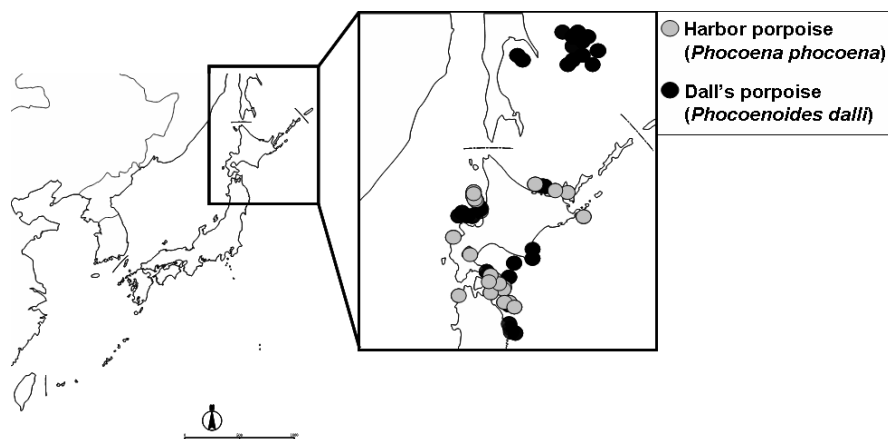 Harbor porpoise
(Phocoena phocoena)
Dall's porpoise
(Phocoenoides dalli)